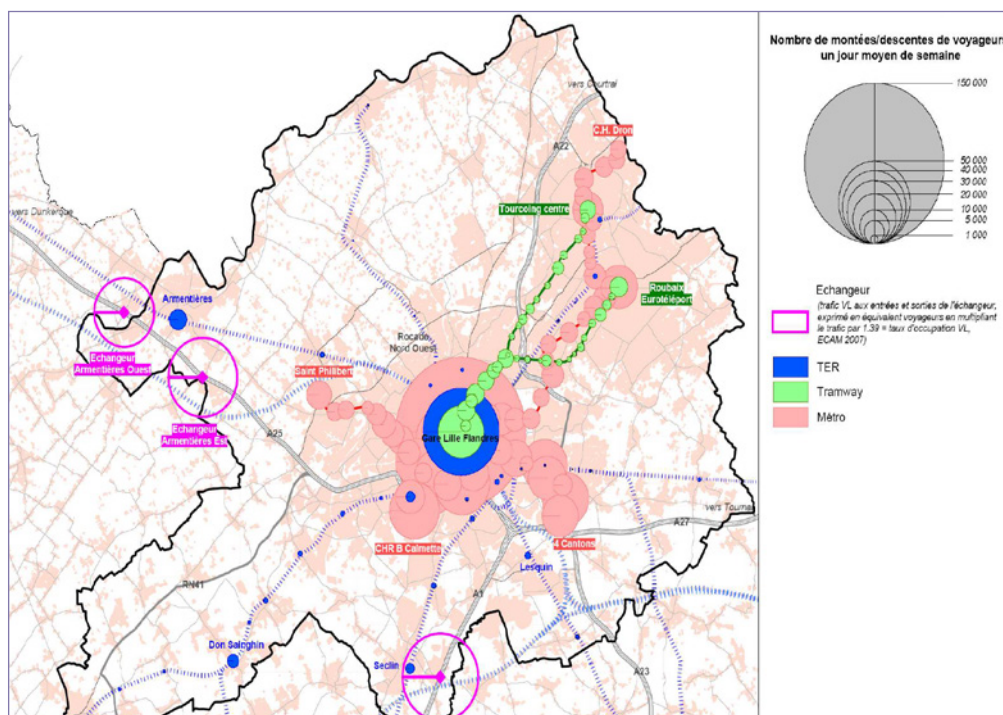 Nombre de montées/descentes de voyageurs
un jour moyen de semaine
150 000
50 000
40 000
30 000
20 000
10 000
5 000
1 000
Echangeur
(trafic VL aux entrées et sorties de l'échangeur,
exprimé en équivalent voyageurs en multipliant
le trafic par 1.39 = taux d'occupation VL,
ECAM 2007)
TER
Tramway
Métro
vers Courtrai
C.H. Dron
A22
Tourcoing centre
vers Dunkerque
Armentières
Roubaix
Eurotéléport
Echangeur
Armentières Ouest
Rocade
Nord Ouest
Saint Philibert
Echangeur
Armentières Est
A25
Gare Lille Flandres
vers Tournai
A27
CHR B Calmette
4 Cantons
Lesquin
RN41
A1
Don Sainghin
Seclin
A23